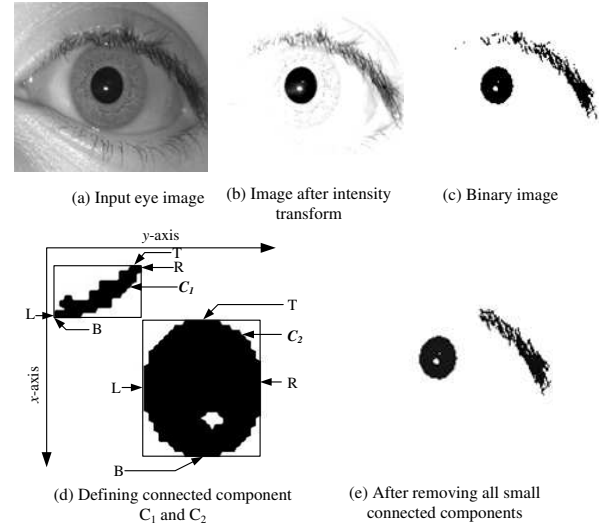 (a) Input eye image
(b) Image after intensity
transform
(c) Binary image
y-axis
T
R
C1
L
B
x-axis
T
C2
L
R
B
(d) Defining connected component
C1 and C2
(e) After removing all small
connected components